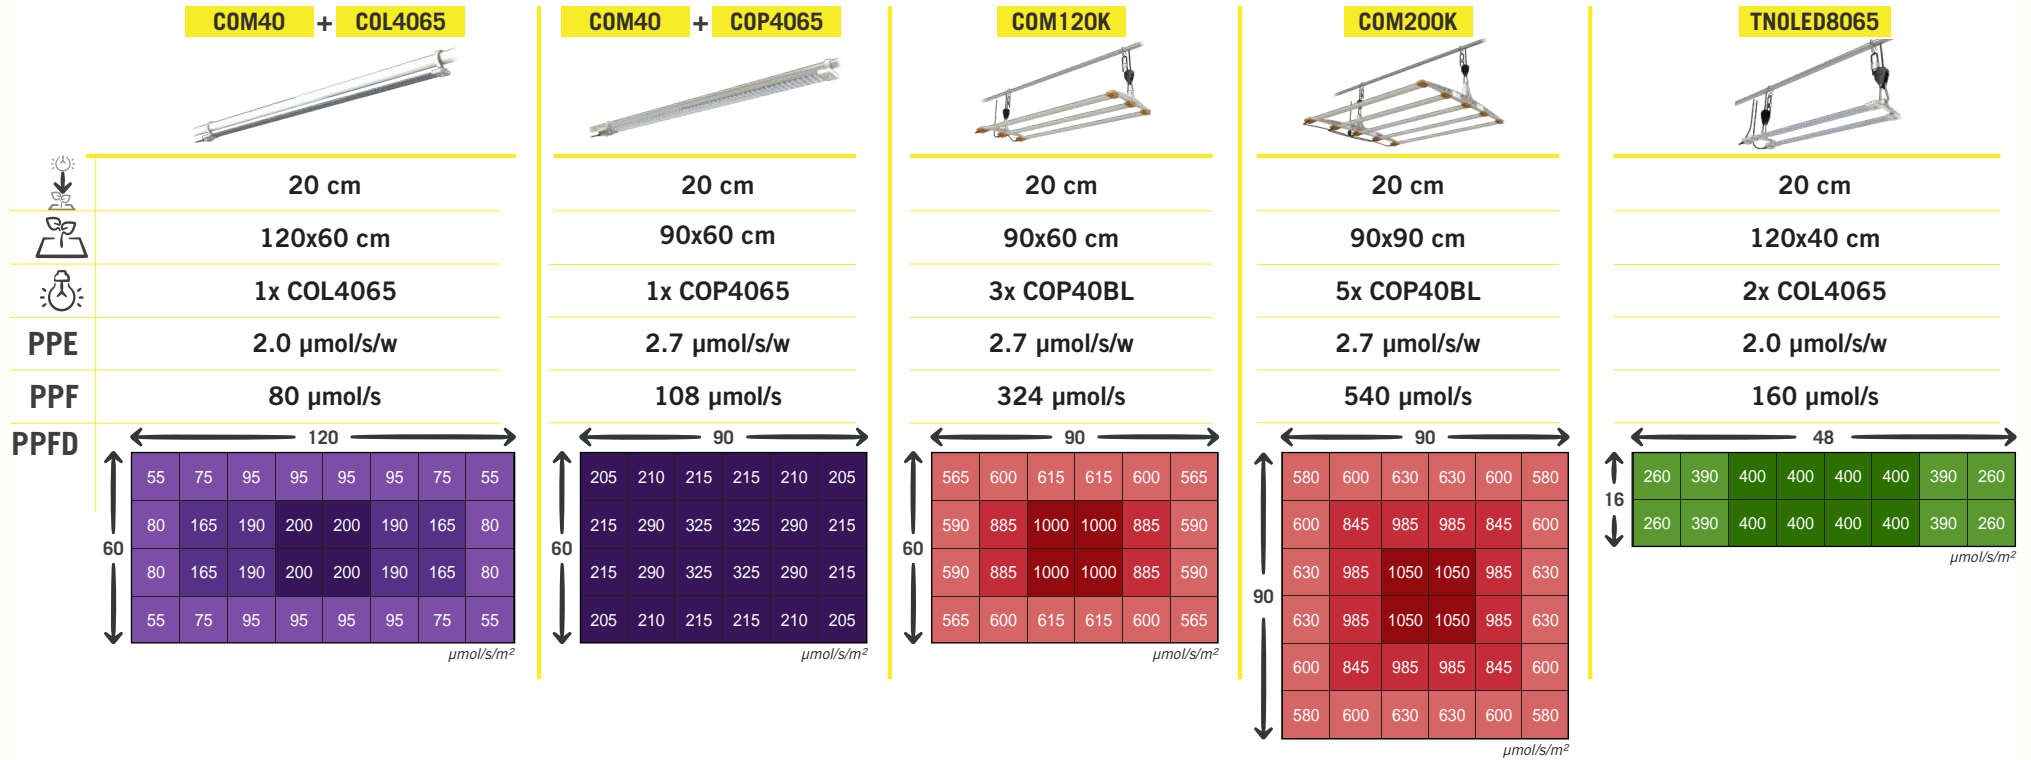 COM40 + COL4065
COM40 + COP4065
COM120K
COM200K
TNOLED8065
20 cm 20 cm 20 cm 20 cm 20 cm
120x60 cm 90x60 cm 90x60 cm 90x90 cm 120x40 cm
1x COL4065 1x COP4065 3x COP40BL 5x COP40BL 2x COL4065
PPE 2.0 µmol/s/w 2.7 µmol/s/w 2.7 µmol/s/w 2.7 µmol/s/w 2.0 µmol/s/w
PPF 80 µmol/s 108 µmol/s 324 µmol/s 540 µmol/s 160 µmol/s
PPFD
120
60
55 75 95 95 95 95 75 55
80 165 190 200 200 190 165 80
80 165 190 200 200 190 165 80
55 75 95 95 95 95 75 55
µmol/s/m²
90
60
205 210 215 215 210 205
215 290 325 325 290 215
215 290 325 325 290 215
205 210 215 215 210 205
µmol/s/m²
90
60
565 600 615 615 600 565
590 885 1000 1000 885 590
590 885 1000 1000 885 590
565 600 615 615 600 565
µmol/s/m²
90
90
580 600 630 630 600 580
600 845 985 985 845 600
630 985 1050 1050 985 630
630 985 1050 1050 985 630
600 845 985 985 845 600
580 600 630 630 600 580
µmol/s/m²
48
16
260 390 400 400 400 400 390 260
260 390 400 400 400 400 390 260
µmol/s/m²